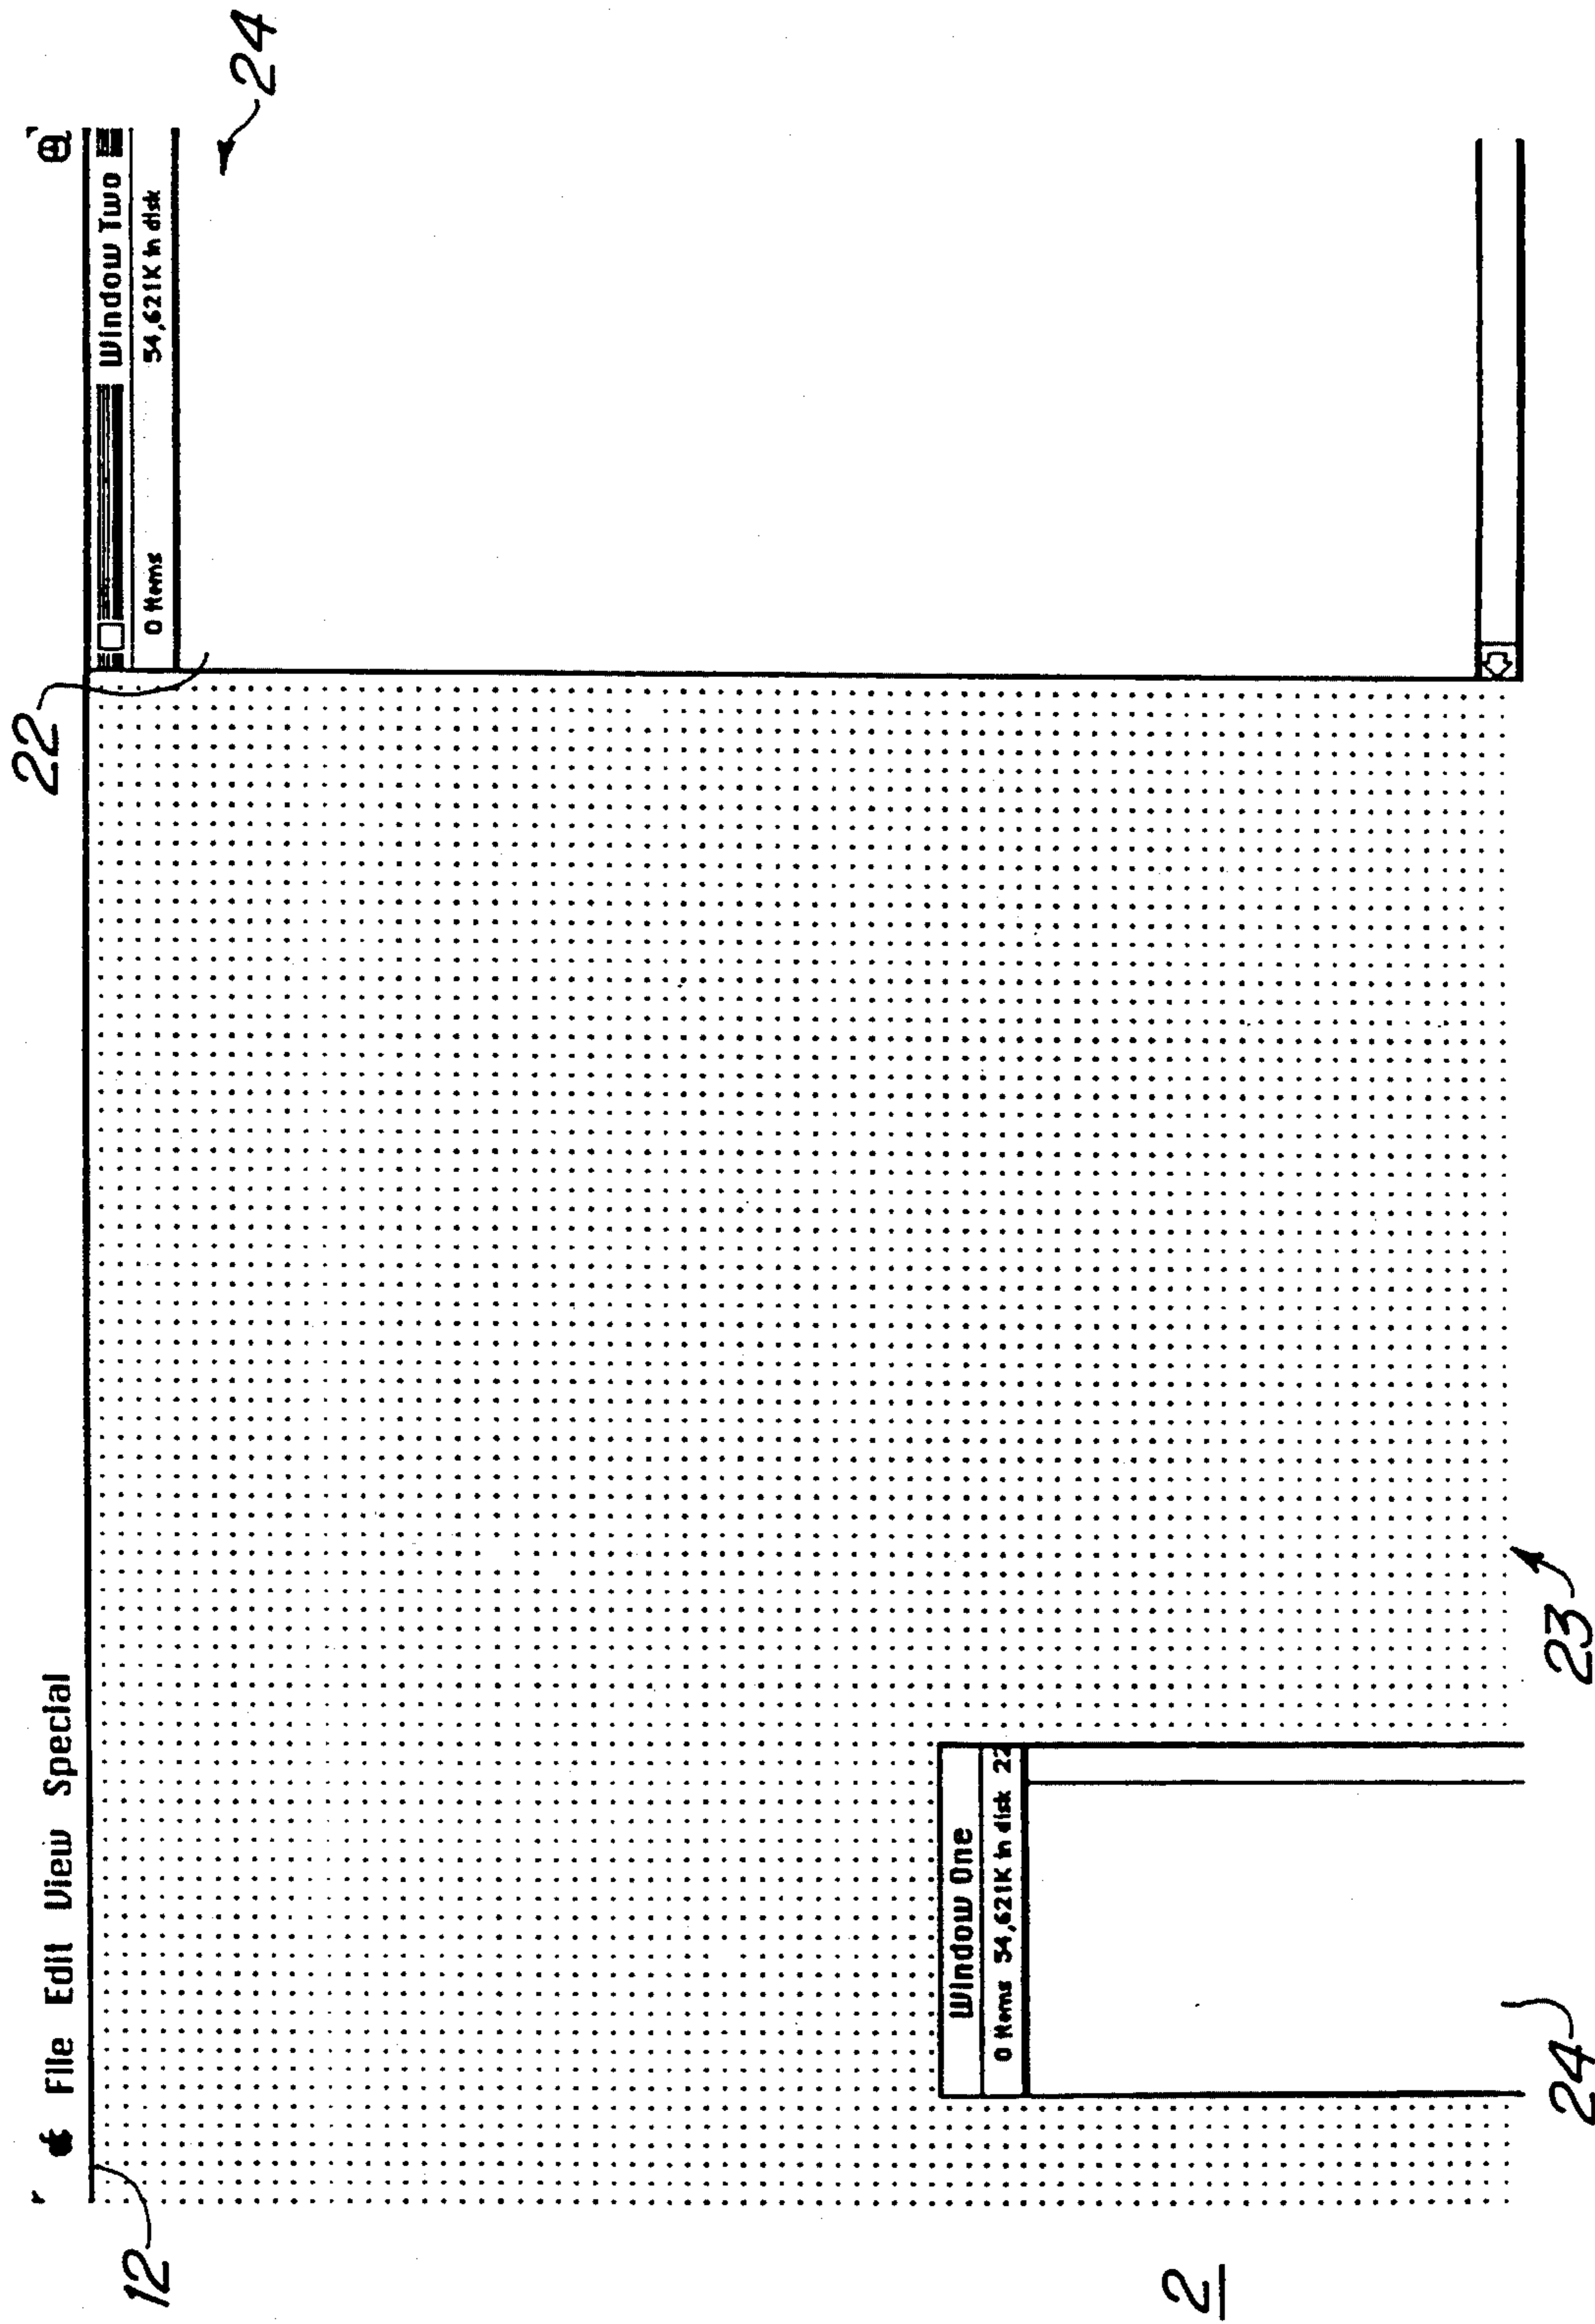 File Edit View Special
22
24
12
Window Two
0 items 54,621K in disk
Window One
0 items 54,621K in disk 22
2
24
23